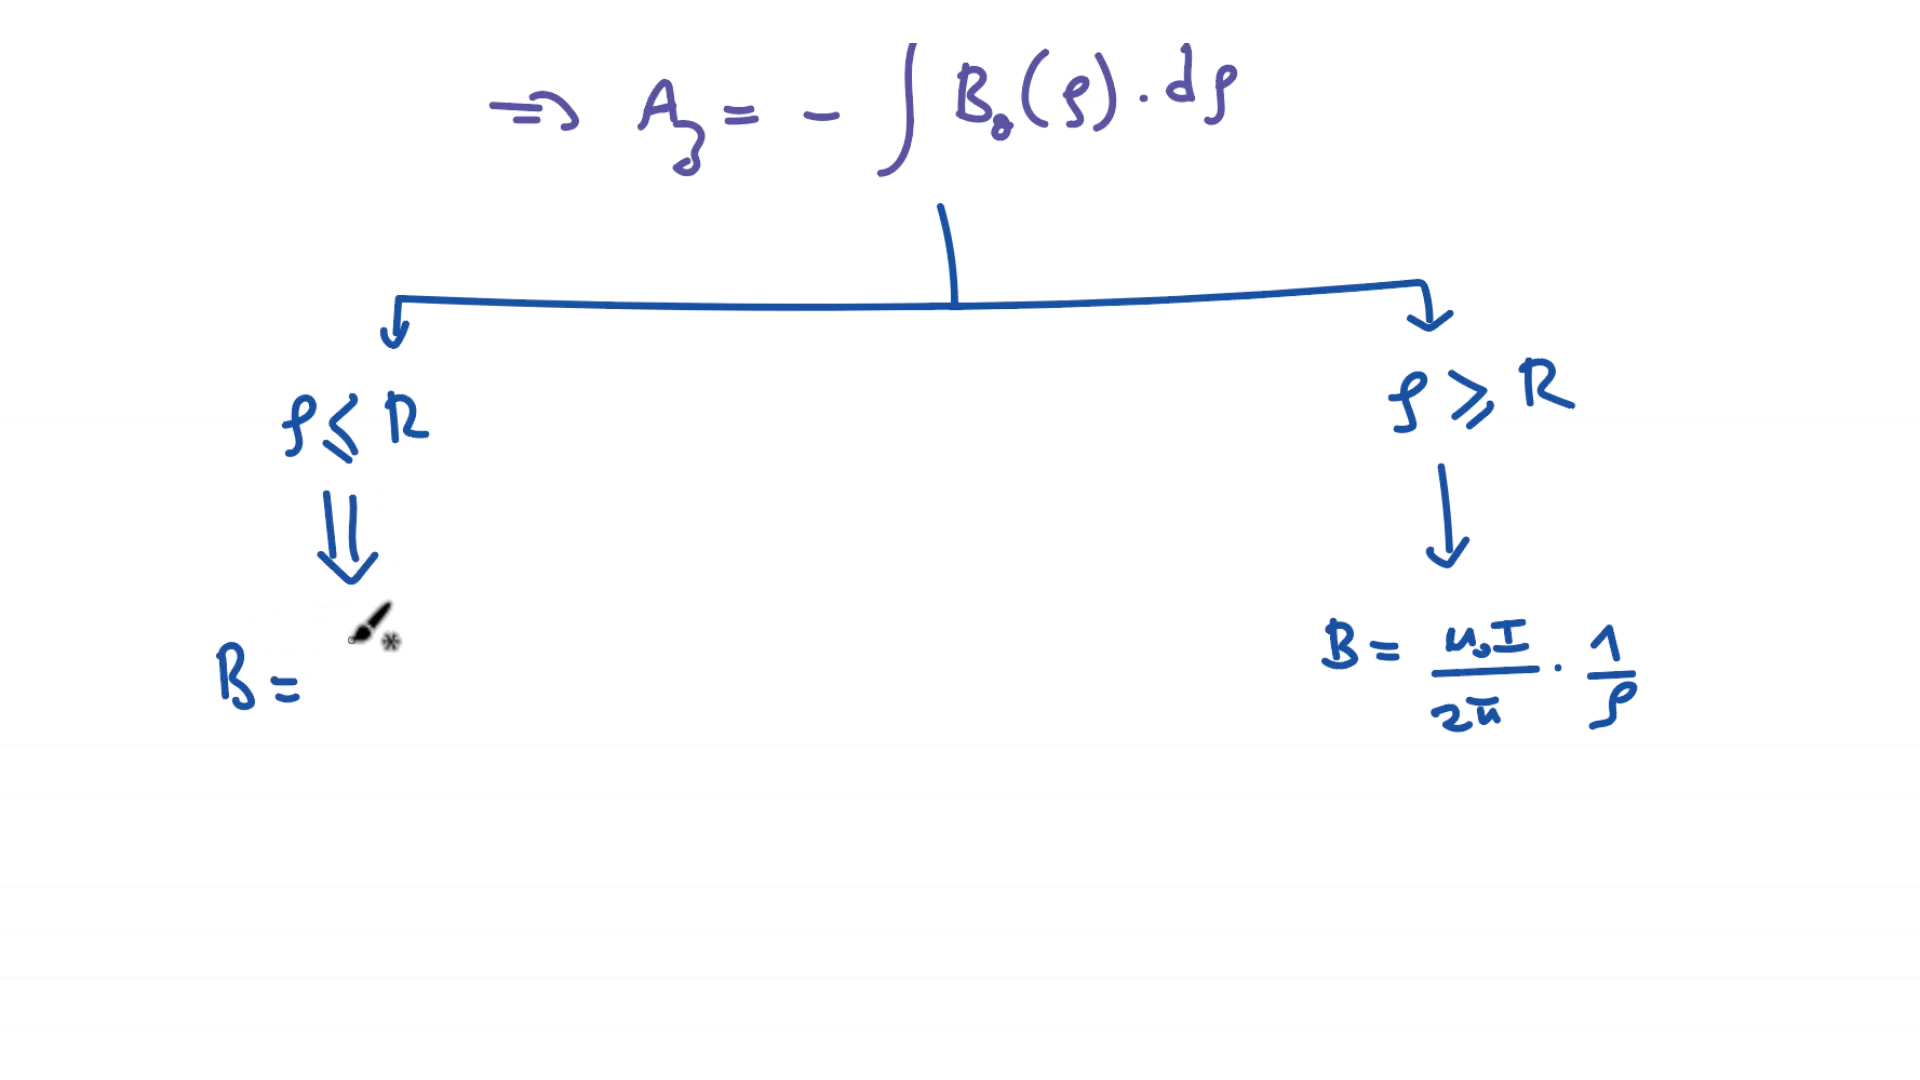 ⇒ A_z = - ∫ B_θ(ρ) · dρ
ρ ≤ R
ρ ≥ R
B =
B = μ₀I / 2π · 1 / ρ